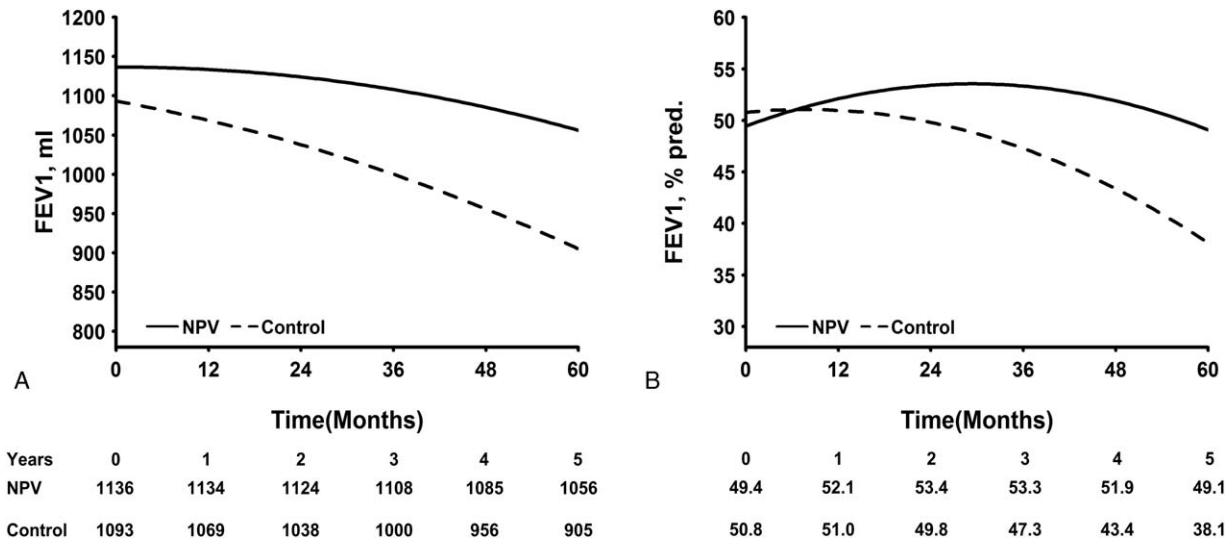 1200
1150
1100
1050
1000
950
900
850
800
FEV1, ml
NPV Control
0 12 24 36 48 60
A
Time(Months)
60
55
50
45
40
35
30
FEV1, % pred.
NPV Control
0 12 24 36 48 60
B
Time(Months)
Years 0 1 2 3 4 5 0 1 2 3 4 5
NPV 1136 1134 1124 1108 1085 1056 49.4 52.1 53.4 53.3 51.9 49.1
Control 1093 1069 1038 1000 956 905 50.8 51.0 49.8 47.3 43.4 38.1